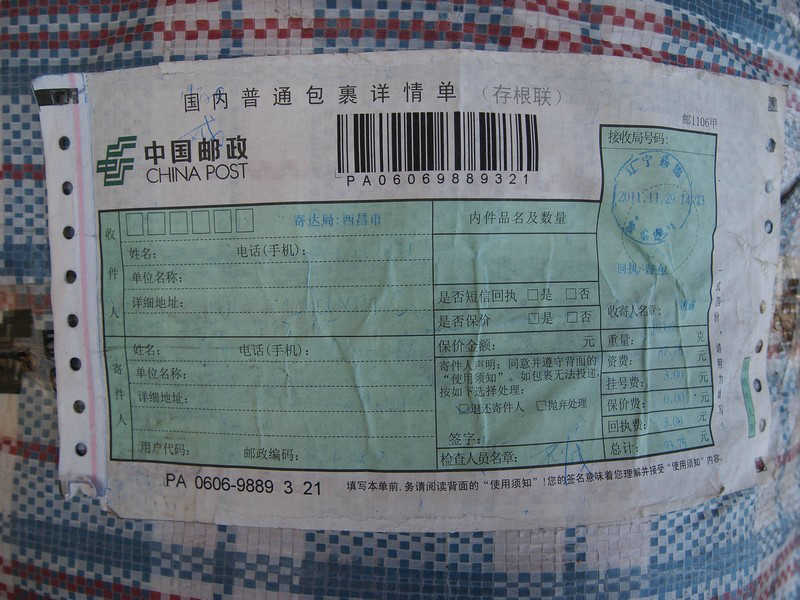 国内普通包裹详情单 (存根联)
邮1106甲
中国邮政
CHINA POST
PA06069889321
接收局号码:
2011.11.29
收件人
寄达局:西昌市
内件品名及数量
姓名: 电话(手机):
单位名称:
详细地址:
是否短信回执 □是 □否
是否保价 □是 □否
收寄人名章:
寄件人
姓名: 电话(手机):
单位名称:
详细地址:
用户代码: 邮政编码:
保价金额: 元
寄件人声明:同意并遵守背面的
“使用须知”。如包裹无法投递,
按如下选择处理:
□退还寄件人 □抛弃处理
签字:
检查人员名章:
重量: 克
资费: 元
挂号费: 3.00 元
保价费: 0.00 元
回执费: 元
总计: 元
PA 0606-9889 3 21
填写本单前,务请阅读背面的“使用须知”!您的签名意味着您理解并接受“使用须知”内容。